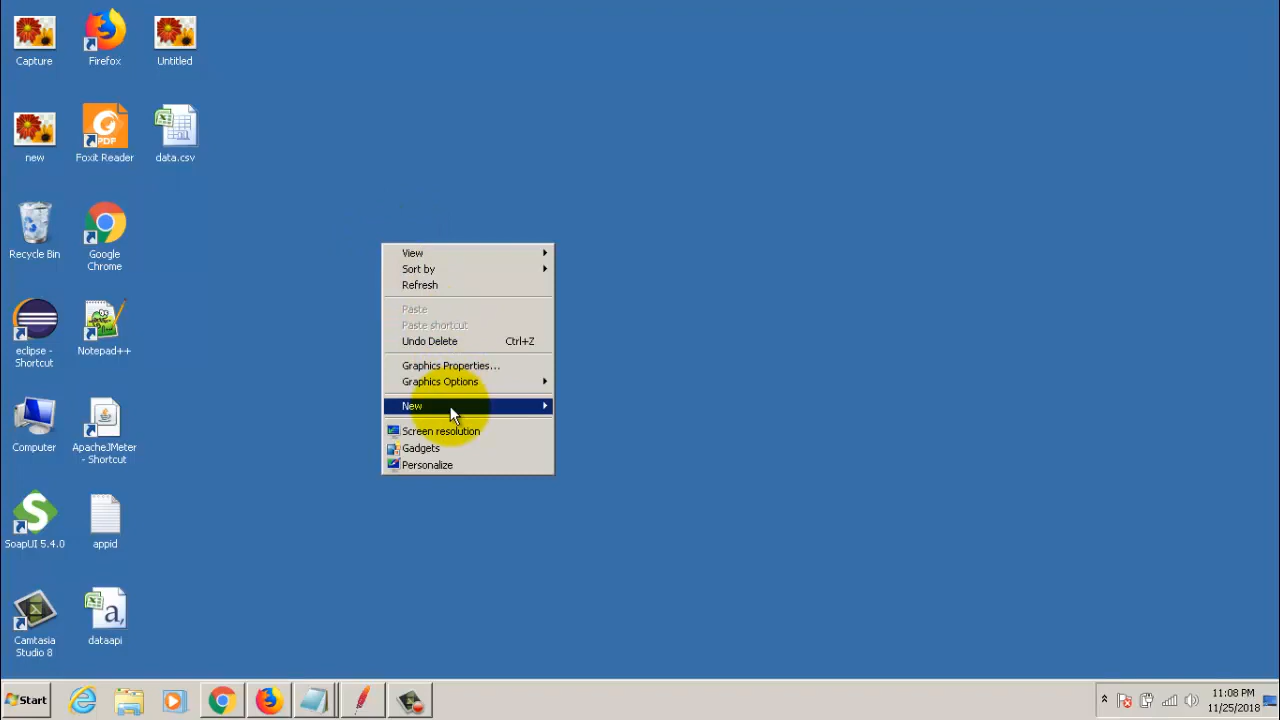 Capture
Firefox
Untitled
new
Foxit Reader
data.csv
Recycle Bin
Google
Chrome
eclipse -
Shortcut
Notepad++
Computer
ApacheJMeter
- Shortcut
SoapUI 5.4.0
appid
Camtasia
Studio 8
dataapi
View
Sort by
Refresh
Paste
Paste shortcut
Undo Delete Ctrl+Z
Graphics Properties...
Graphics Options
New
Screen resolution
Gadgets
Personalize
Start
11:08 PM
11/25/2018
PDF
a,